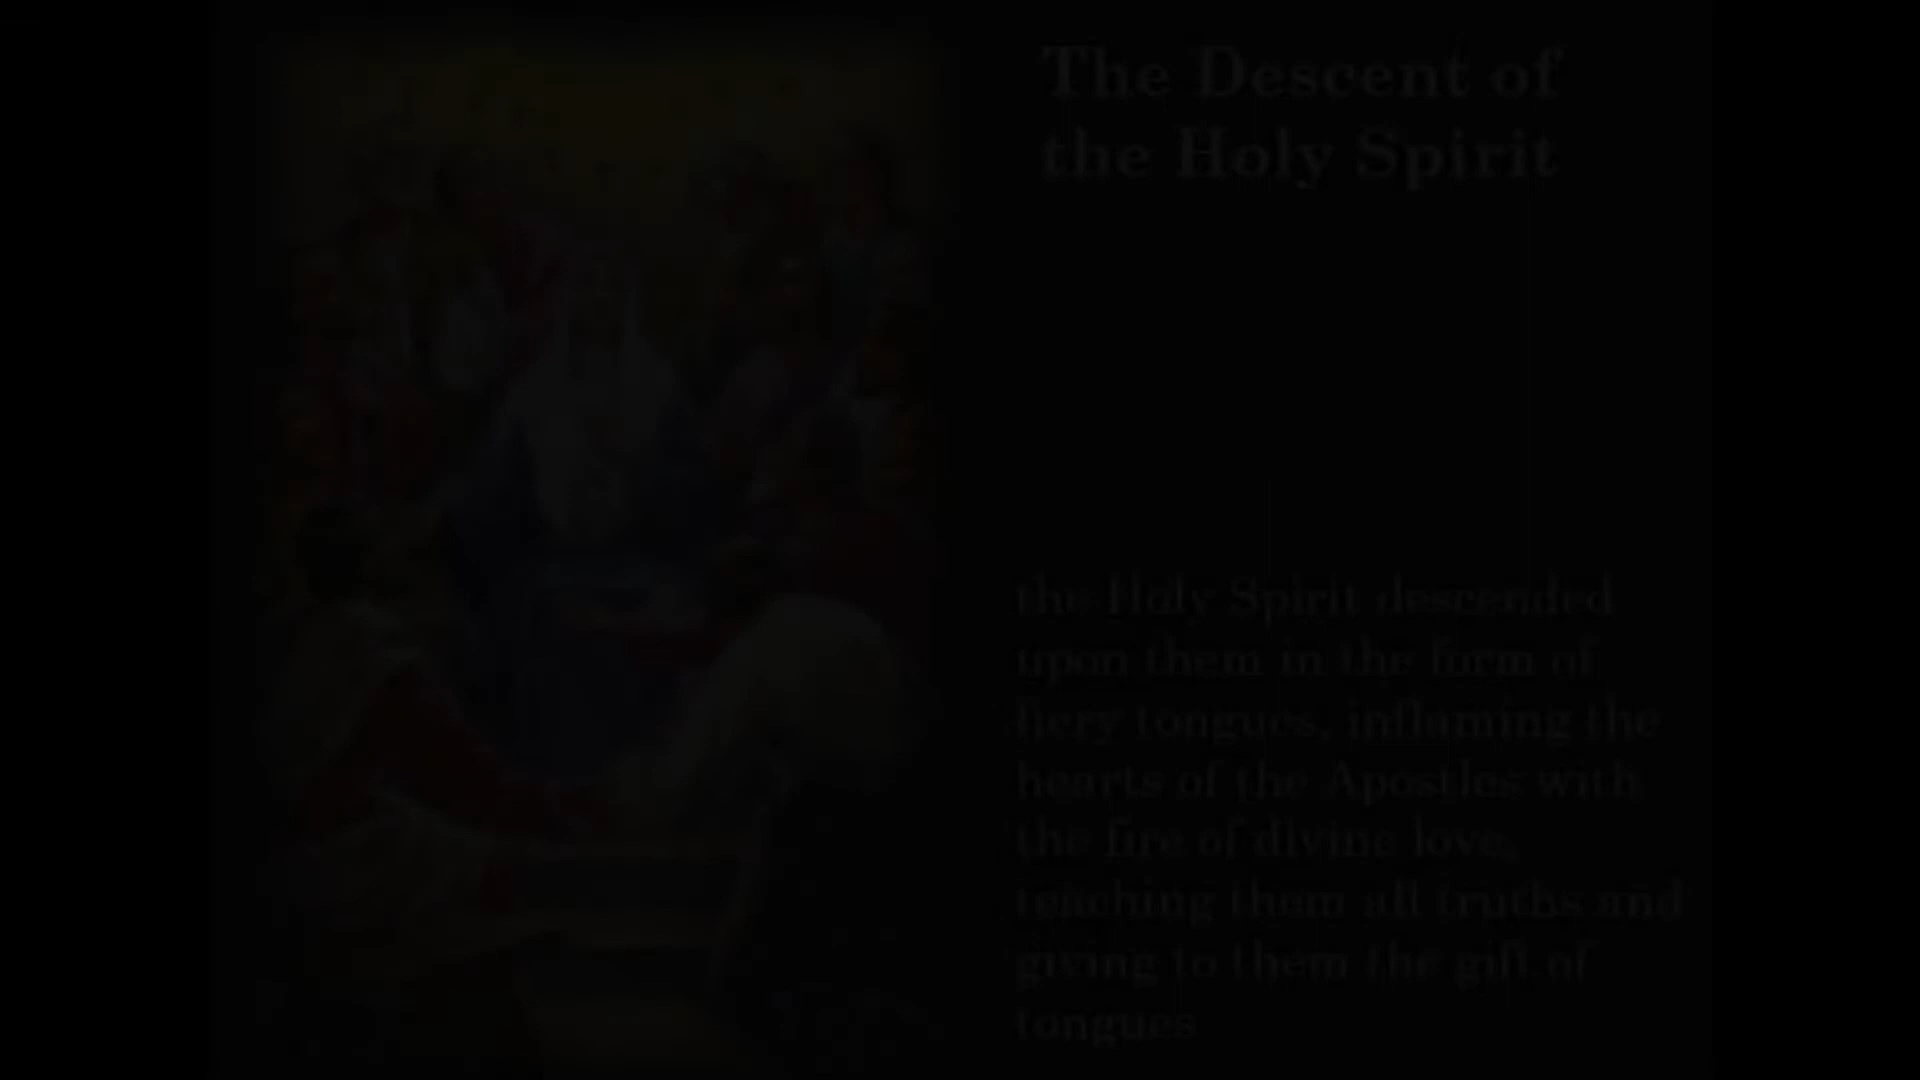 The Descent of
the Holy Spirit
the Holy Spirit descended
upon them in the form of
fiery tongues, inflaming the
hearts of the Apostles with
the fire of divine love,
teaching them all truths and
giving to them the gift of
tongues